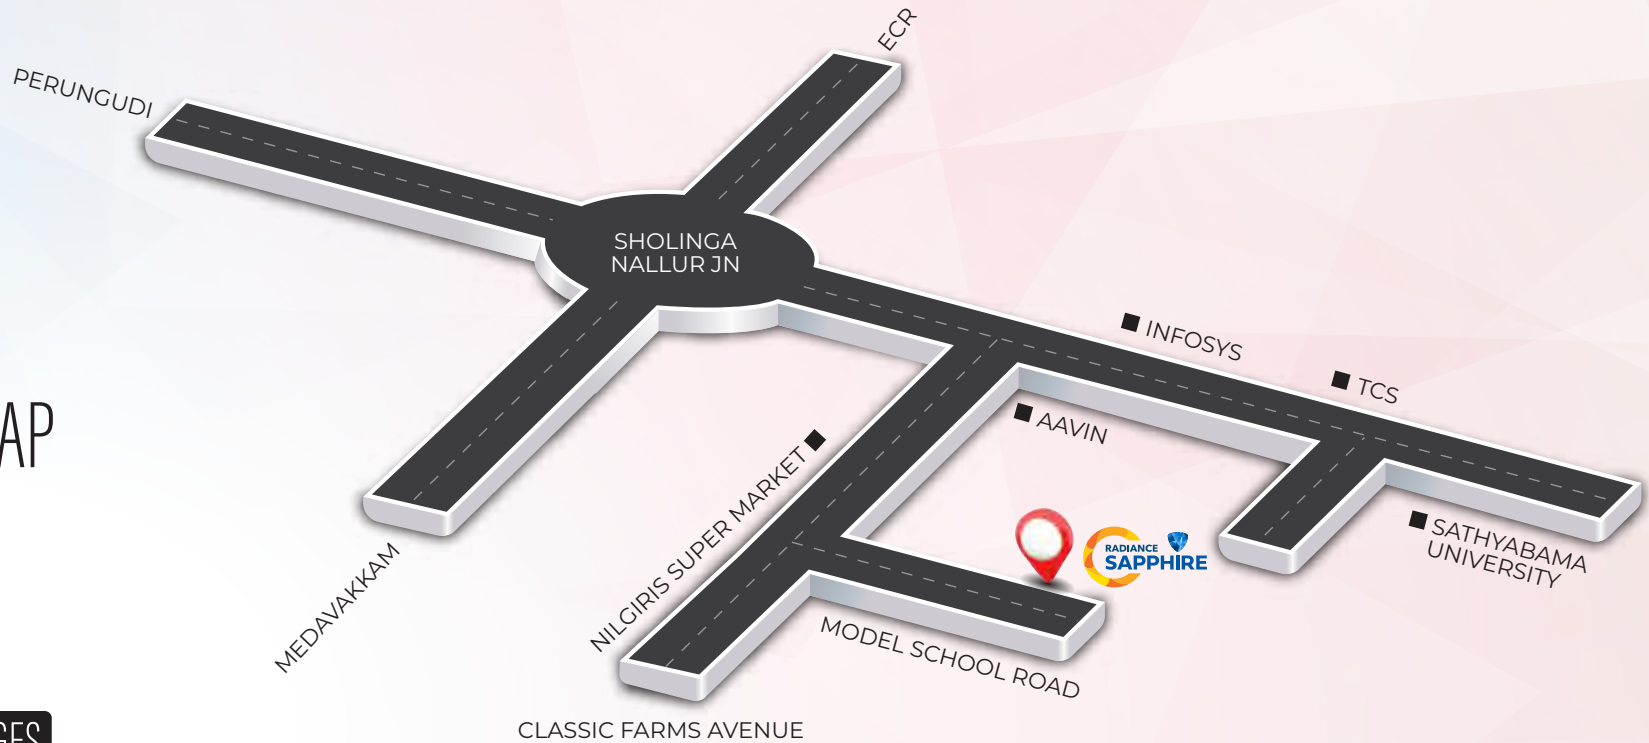 ECR
PERUNGUDI
SHOLINGA
NALLUR JN
INFOSYS
TCS
AAVIN
NILGIRIS SUPER MARKET
RADIANCE
SAPPHIRE
SATHYABAMA
UNIVERSITY
MEDAVAKKAM
MODEL SCHOOL ROAD
CLASSIC FARMS AVENUE